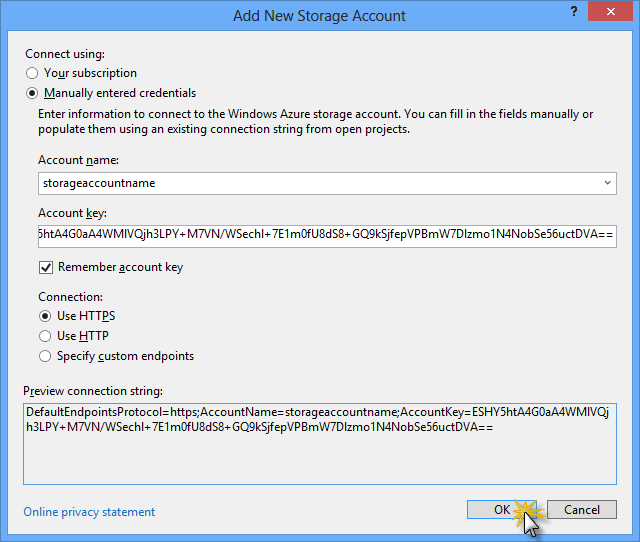 Add New Storage Account
?
Connect using:
Your subscription
Manually entered credentials
Enter information to connect to the Windows Azure storage account. You can fill in the fields manually or
populate them using an existing connection string from open projects.
Account name:
storageaccountname
Account key:
5htA4G0aA4WMIVQjh3LPY+M7VN/WSechI+7E1m0fU8dS8+GQ9kSjfepVPBmW7DIzmo1N4NobSe56uctDVA==
Remember account key
Connection:
Use HTTPS
Use HTTP
Specify custom endpoints
Preview connection string:
DefaultEndpointsProtocol=https;AccountName=storageaccountname;AccountKey=ESHY5htA4G0aA4WMIVQj
h3LPY+M7VN/WSechI+7E1m0fU8dS8+GQ9kSjfepVPBmW7DIzmo1N4NobSe56uctDVA==
Online privacy statement
OK
Cancel